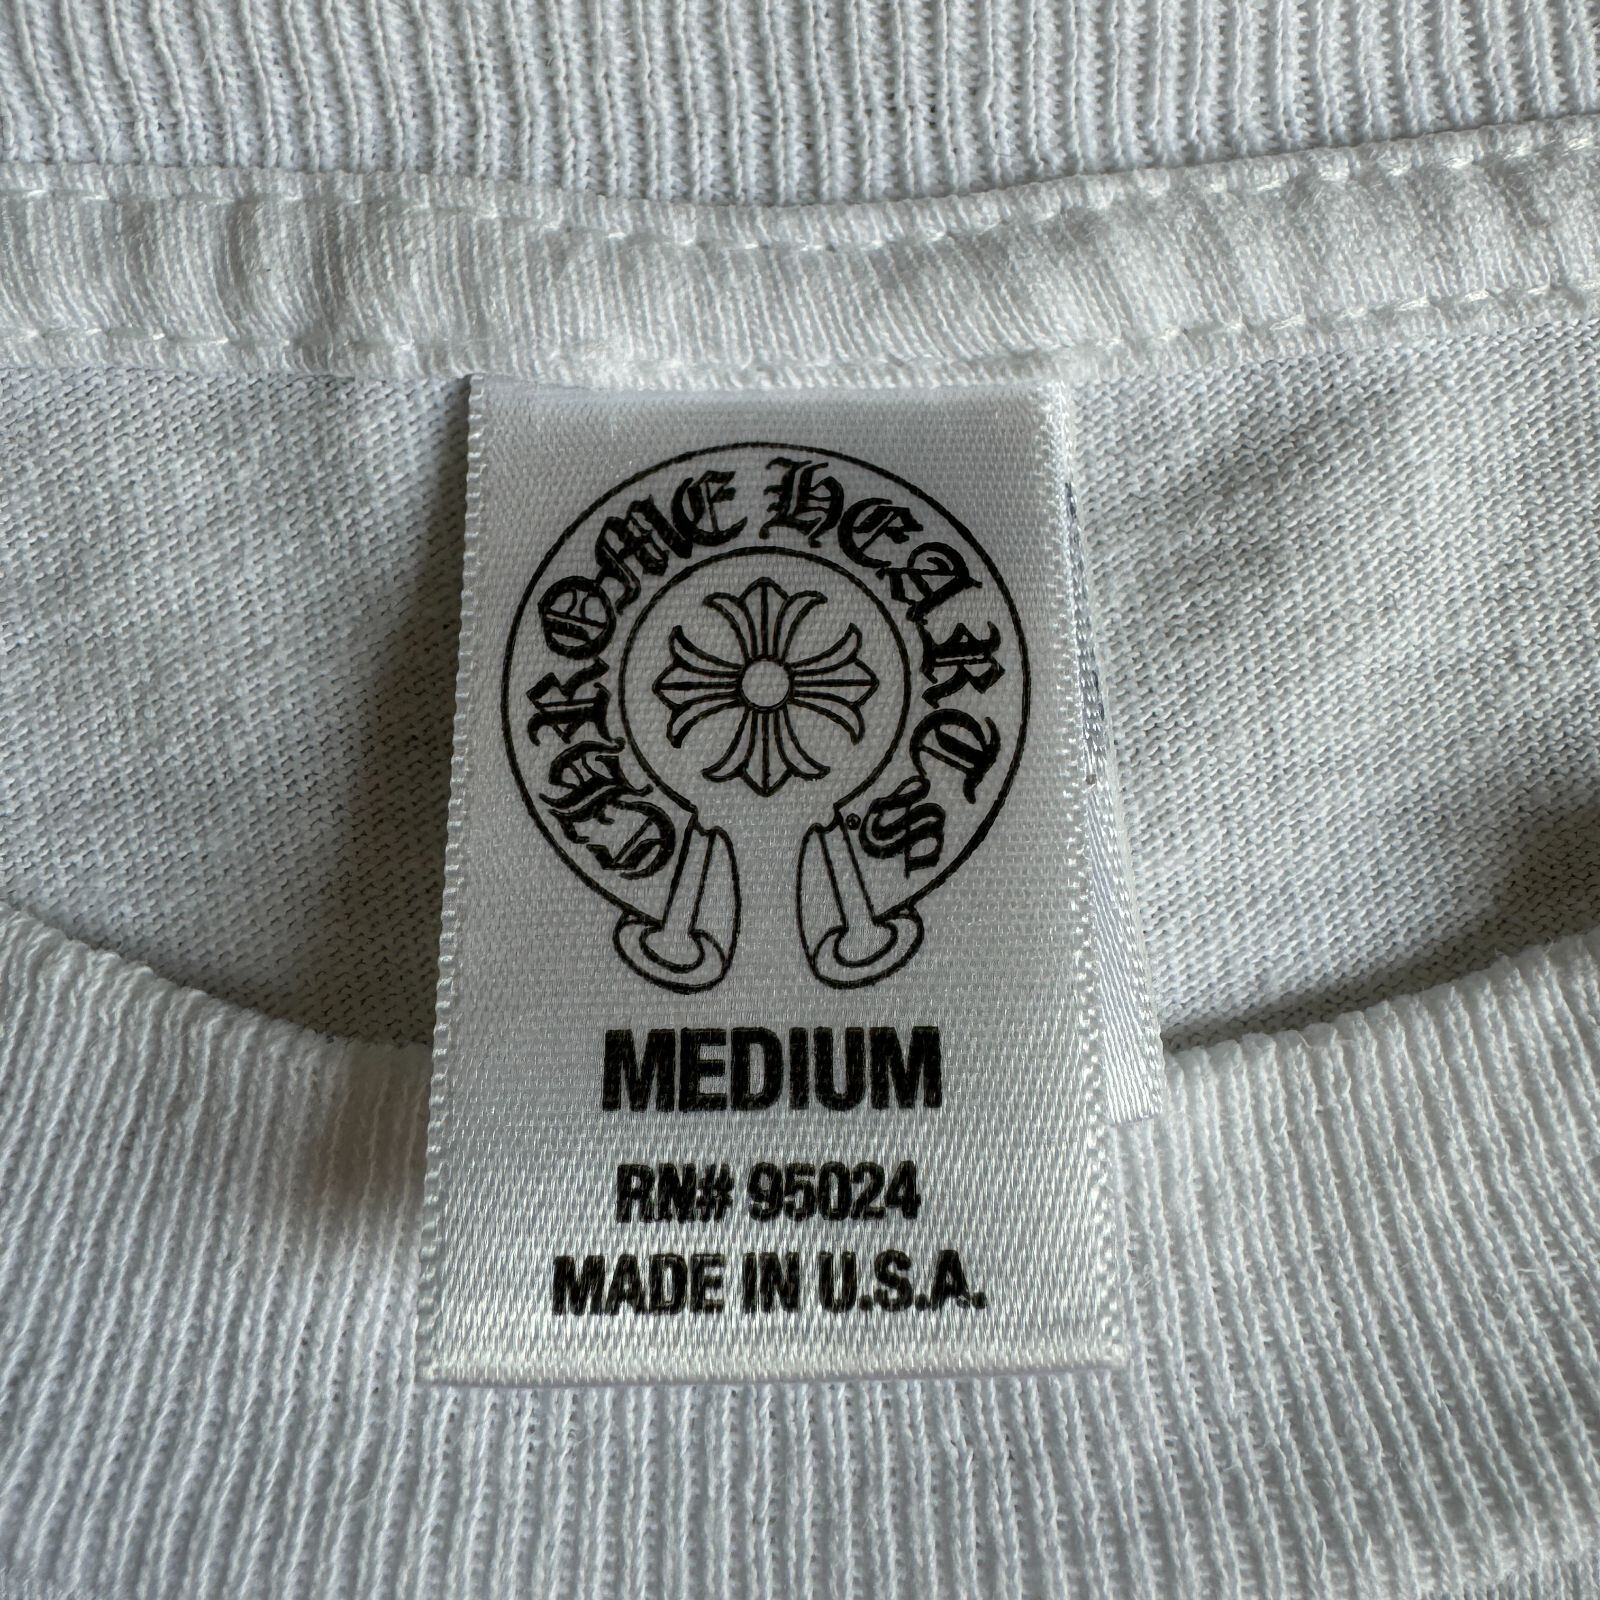 CHROME HEARTS
®
MEDIUM
RN# 95024
MADE IN U.S.A.